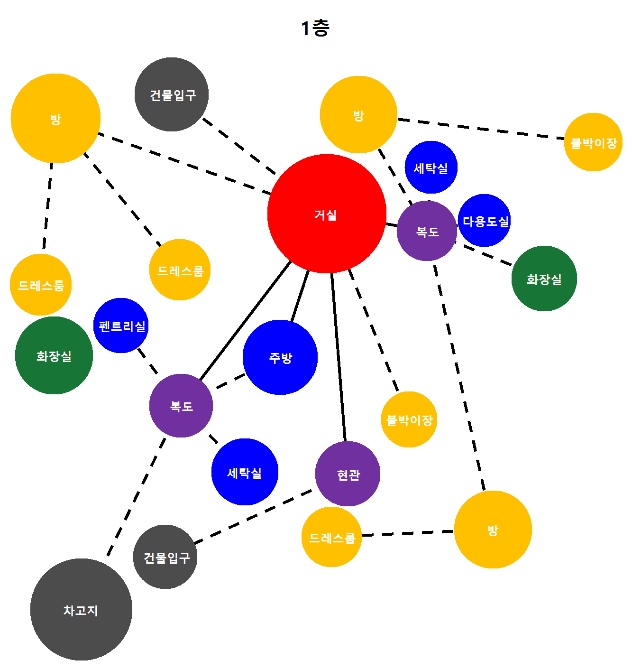 1층
방
건물입구
방
붙박이장
세탁실
거실
다용도실
복도
드레스룸
드레스룸
화장실
펜트리실
화장실
주방
복도
붙박이장
세탁실
현관
방
드레스룸
건물입구
차고지